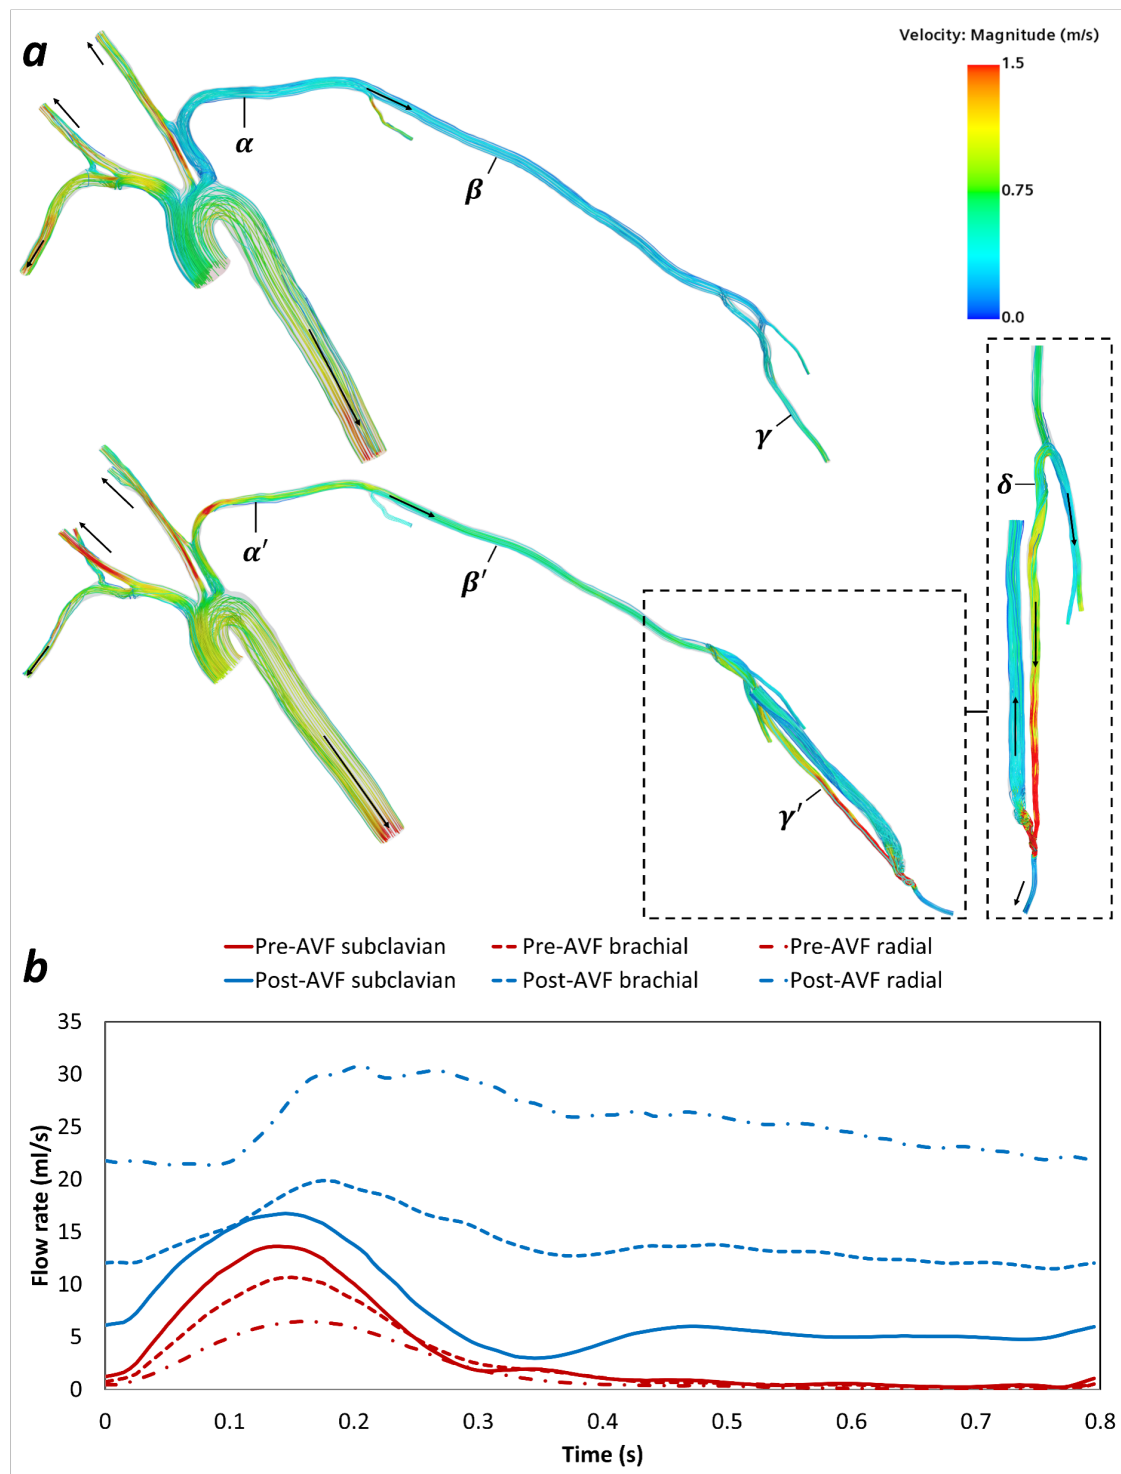 a
Velocity: Magnitude (m/s)
1.5
0.75
0.0
α
β
γ
δ
α′
β′
γ′
b
Pre-AVF subclavian
Pre-AVF brachial
Pre-AVF radial
Post-AVF subclavian
Post-AVF brachial
Post-AVF radial
Flow rate (ml/s)
35
30
25
20
15
10
5
0
0 0.1 0.2 0.3 0.4 0.5 0.6 0.7 0.8
Time (s)